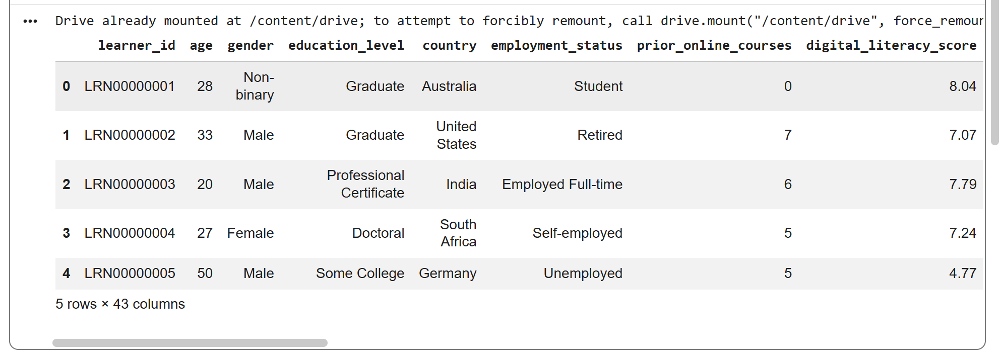 Drive already mounted at /content/drive; to attempt to forcibly remount, call drive.mount("/content/drive",
learner_id age gender education_level country employment_status prior_online_courses digital_literacy_score
0 LRN00000001 28 Non-binary Graduate Australia Student 0 8.04
1 LRN00000002 33 Male Graduate United States Retired 7 7.07
2 LRN00000003 20 Male Professional Certificate India Employed Full-time 6 7.79
3 LRN00000004 27 Female Doctoral South Africa Self-employed 5 7.24
4 LRN00000005 50 Male Some College Germany Unemployed 5 4.77
5 rows × 43 columns